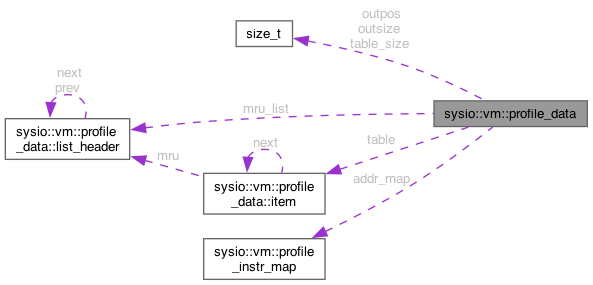 outpos
outsize
table_size
size_t
next
prev
mru_list
sysio::vm::profile_data
sysio::vm::profile
_data::list_header
mru
next
table
sysio::vm::profile
_data::item
addr_map
sysio::vm::profile
_instr_map